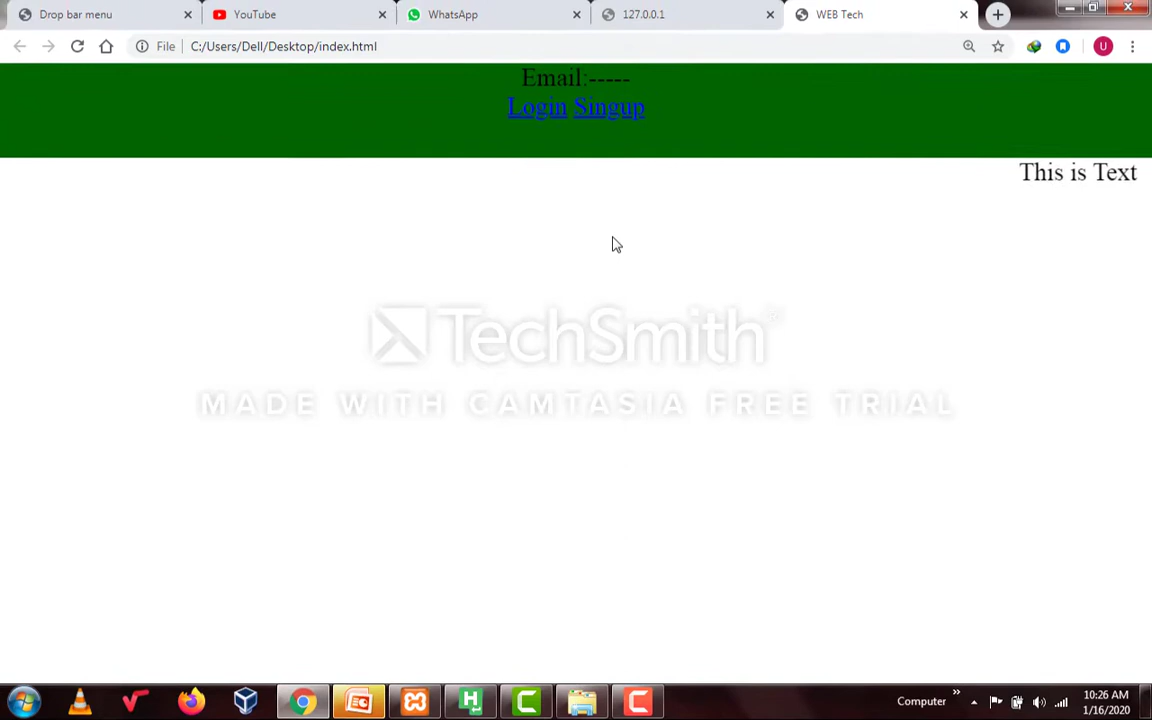 Drop bar menu YouTube WhatsApp 127.0.0.1 WEB Tech
File C:/Users/Dell/Desktop/index.html U
Email:-----
Login Singup
This is Text
TechSmith®
MADE WITH CAMTASIA FREE TRIAL
Computer 10:26 AM
1/16/2020